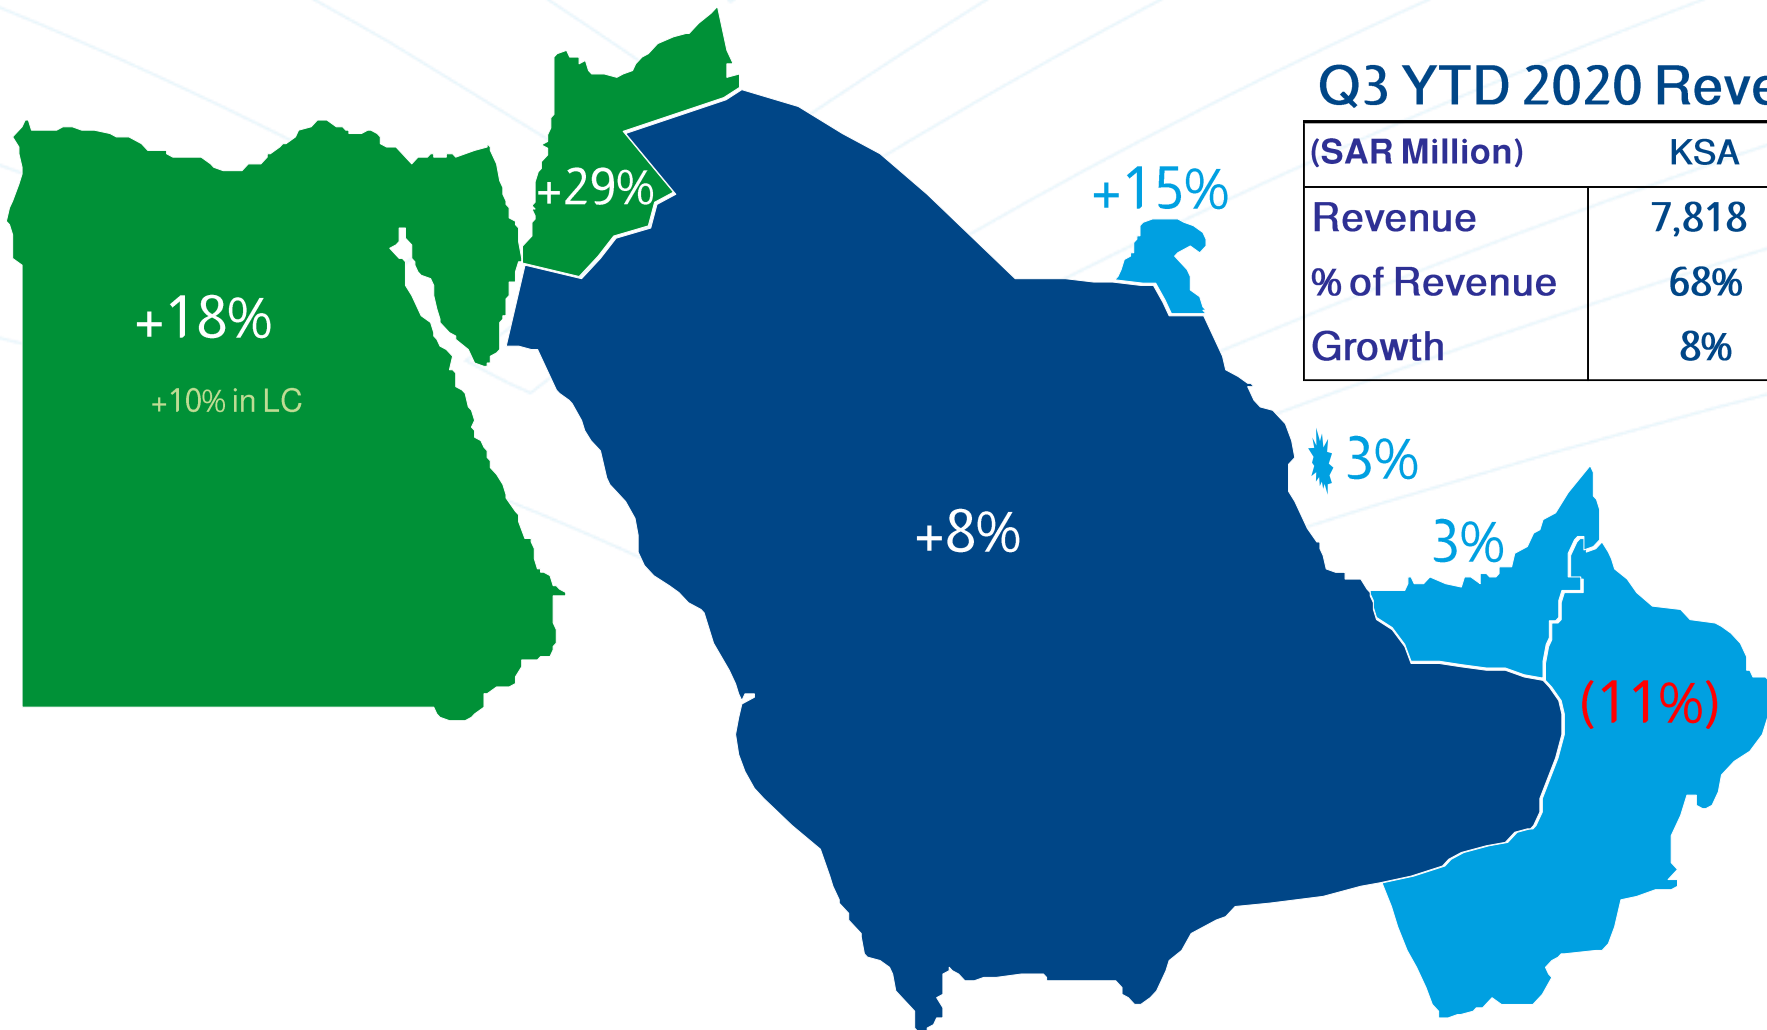 Q3 YTD 2020 Reve
(SAR Million) KSA
Revenue 7,818
% of Revenue 68%
Growth 8%
+29%
+15%
+18%
+10% in LC
3%
+8%
3%
(11%)